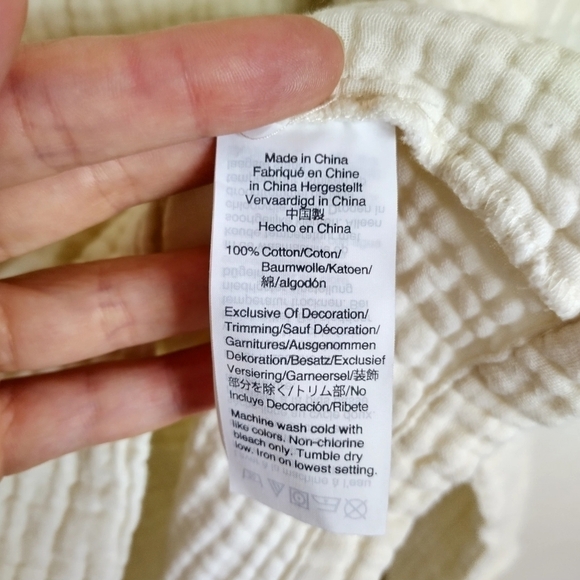 Made in China
Fabriqué en Chine
in China Hergestellt
Vervaardigd in China
中国製
Hecho en China
100% Cotton/Coton/
Baumwolle/Katoen/
綿/algodón
Exclusive Of Decoration/
Trimming/Sauf Décoration/
Garnitures/Ausgenommen
Dekoration/Besatz/Exclusief
Versiering/Garneersel/装飾
部分を除く/トリム部/No
Incluye Decoración/Ribete
Machine wash cold with
like colors. Non-chlorine
bleach only. Tumble dry
low. Iron on lowest setting.